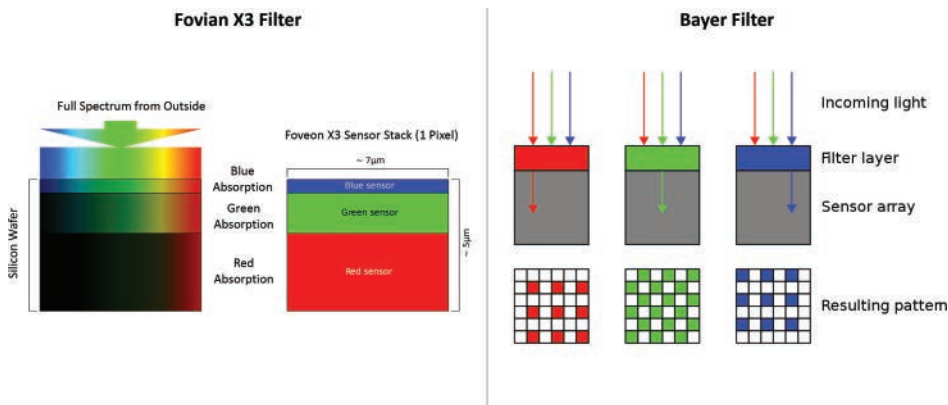 Fovian X3 Filter
Full Spectrum from Outside
Foveon X3 Sensor Stack (1 Pixel)
~ 7µm
Blue
Absorption
Green
Absorption
Red
Absorption
Silicon Wafer
Blue sensor
Green sensor
Red sensor
~ 5µm
Bayer Filter
Incoming light
Filter layer
Sensor array
Resulting pattern